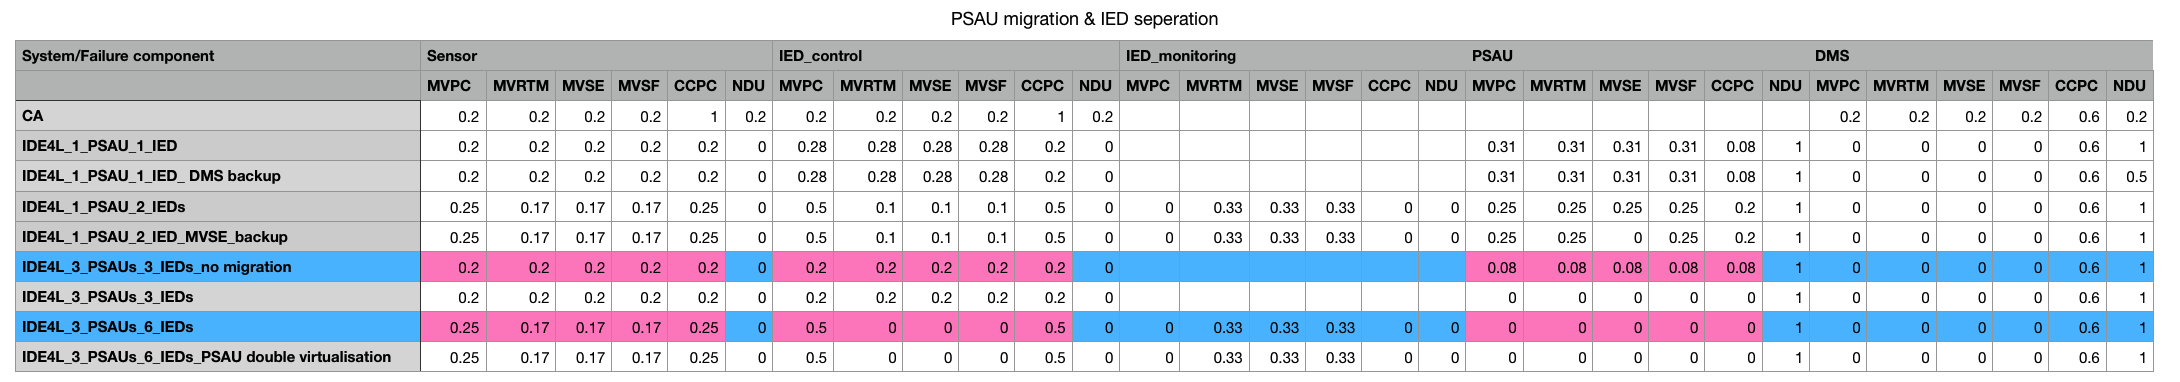 PSAU migration & IED seperation
System/Failure component Sensor IED_control IED_monitoring PSAU DMS
MVPC MVRTM MVSE MVSF CCPC NDU MVPC MVRTM MVSE MVSF CCPC NDU MVPC MVRTM MVSE MVSF CCPC NDU MVPC MVRTM MVSE MVSF CCPC NDU MVPC MVRTM MVSE MVSF CCPC NDU
CA 0.2 0.2 0.2 0.2 1 0.2 0.2 0.2 0.2 0.2 1 0.2 0.2 0.2 0.2 0.2 0.6 0.2
IDE4L_1_PSAU_1_IED 0.2 0.2 0.2 0.2 0.2 0 0.28 0.28 0.28 0.28 0.2 0 0.31 0.31 0.31 0.31 0.08 1 0 0 0 0 0.6 1
IDE4L_1_PSAU_1_IED_ DMS backup 0.2 0.2 0.2 0.2 0.2 0 0.28 0.28 0.28 0.28 0.2 0 0.31 0.31 0.31 0.31 0.08 1 0 0 0 0 0.6 0.5
IDE4L_1_PSAU_2_IEDs 0.25 0.17 0.17 0.17 0.25 0 0.5 0.1 0.1 0.1 0.5 0 0 0.33 0.33 0.33 0 0 0.25 0.25 0.25 0.25 0.2 1 0 0 0 0 0.6 1
IDE4L_1_PSAU_2_IED_MVSE_backup 0.25 0.17 0.17 0.17 0.25 0 0.5 0.1 0.1 0.1 0.5 0 0 0.33 0.33 0.33 0 0 0.25 0.25 0 0.25 0.2 1 0 0 0 0 0.6 1
IDE4L_3_PSAUs_3_IEDs_no migration 0.2 0.2 0.2 0.2 0.2 0 0.2 0.2 0.2 0.2 0.2 0 0.08 0.08 0.08 0.08 0.08 1 0 0 0 0 0.6 1
IDE4L_3_PSAUs_3_IEDs 0.2 0.2 0.2 0.2 0.2 0 0.2 0.2 0.2 0.2 0.2 0 0 0 0 0 0 1 0 0 0 0 0.6 1
IDE4L_3_PSAUs_6_IEDs 0.25 0.17 0.17 0.17 0.25 0 0.5 0 0 0 0.5 0 0 0.33 0.33 0.33 0 0 0 0 0 0 0 1 0 0 0 0 0.6 1
IDE4L_3_PSAUs_6_IEDs_PSAU double virtualisation 0.25 0.17 0.17 0.17 0.25 0 0.5 0 0 0 0.5 0 0 0.33 0.33 0.33 0 0 0 0 0 0 0 1 0 0 0 0 0.6 1